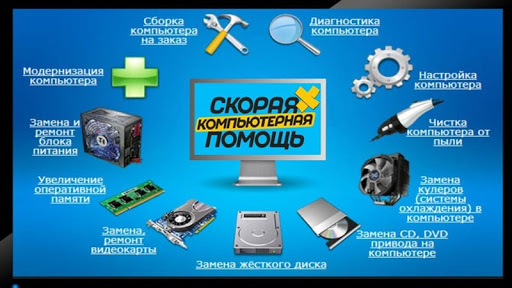 Сборка
компьютера
на заказ
Диагностика
компьютера
Модернизация
компьютера
Настройка
компьютера
СКОРАЯ
КОМПЬЮТЕРНАЯ
ПОМОЩЬ
Замена и
ремонт
блока
питания
Чистка
компьютера от
пыли
Увеличение
оперативной
памяти
Замена
кулеров
(системы
охлаждения) в
компьютере
Замена,
ремонт
видеокарты
Замена CD, DVD
привода на
компьютере
Замена жёсткого диска